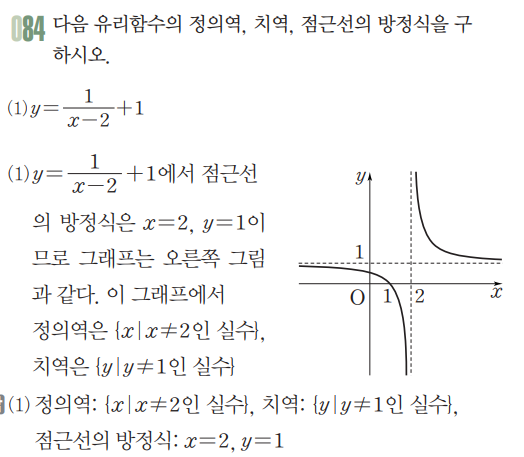 084 다음 유리함수의 정의역, 치역, 점근선의 방정식을 구
하시오.
(1) y=\frac{1}{x-2}+1
(1) y=\frac{1}{x-2}+1에서 점근선
의 방정식은 x=2, y=1이
므로 그래프는 오른쪽 그림
과 같다. 이 그래프에서
정의역은 {x|x≠2인 실수},
치역은 {y|y≠1인 실수}
y
1
O 1 2 x
(1) 정의역: {x|x≠2인 실수}, 치역: {y|y≠1인 실수},
점근선의 방정식: x=2, y=1